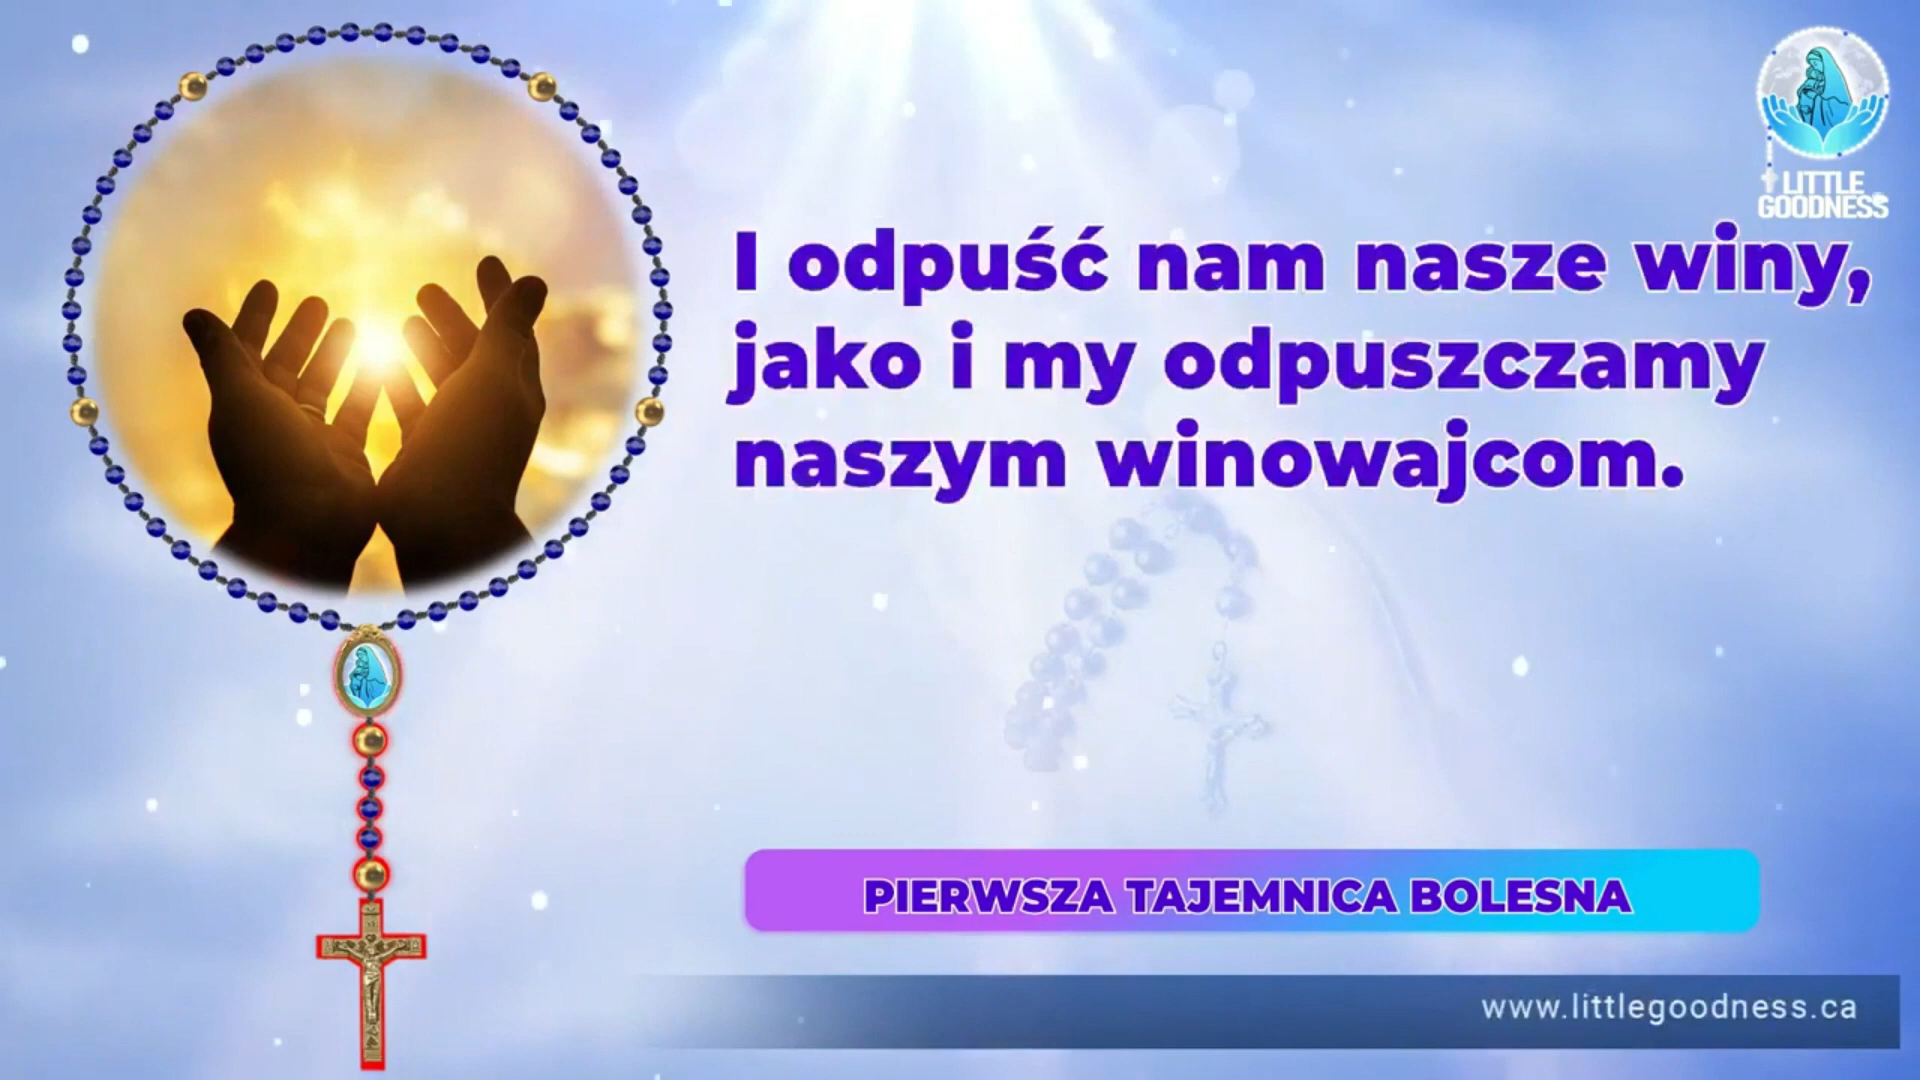 LITTLE
GOODNESS
I odpuść nam nasze winy,
jako i my odpuszczamy
naszym winowajcom.
PIERWSZA TAJEMNICA BOLESNA
www.littlegoodness.ca